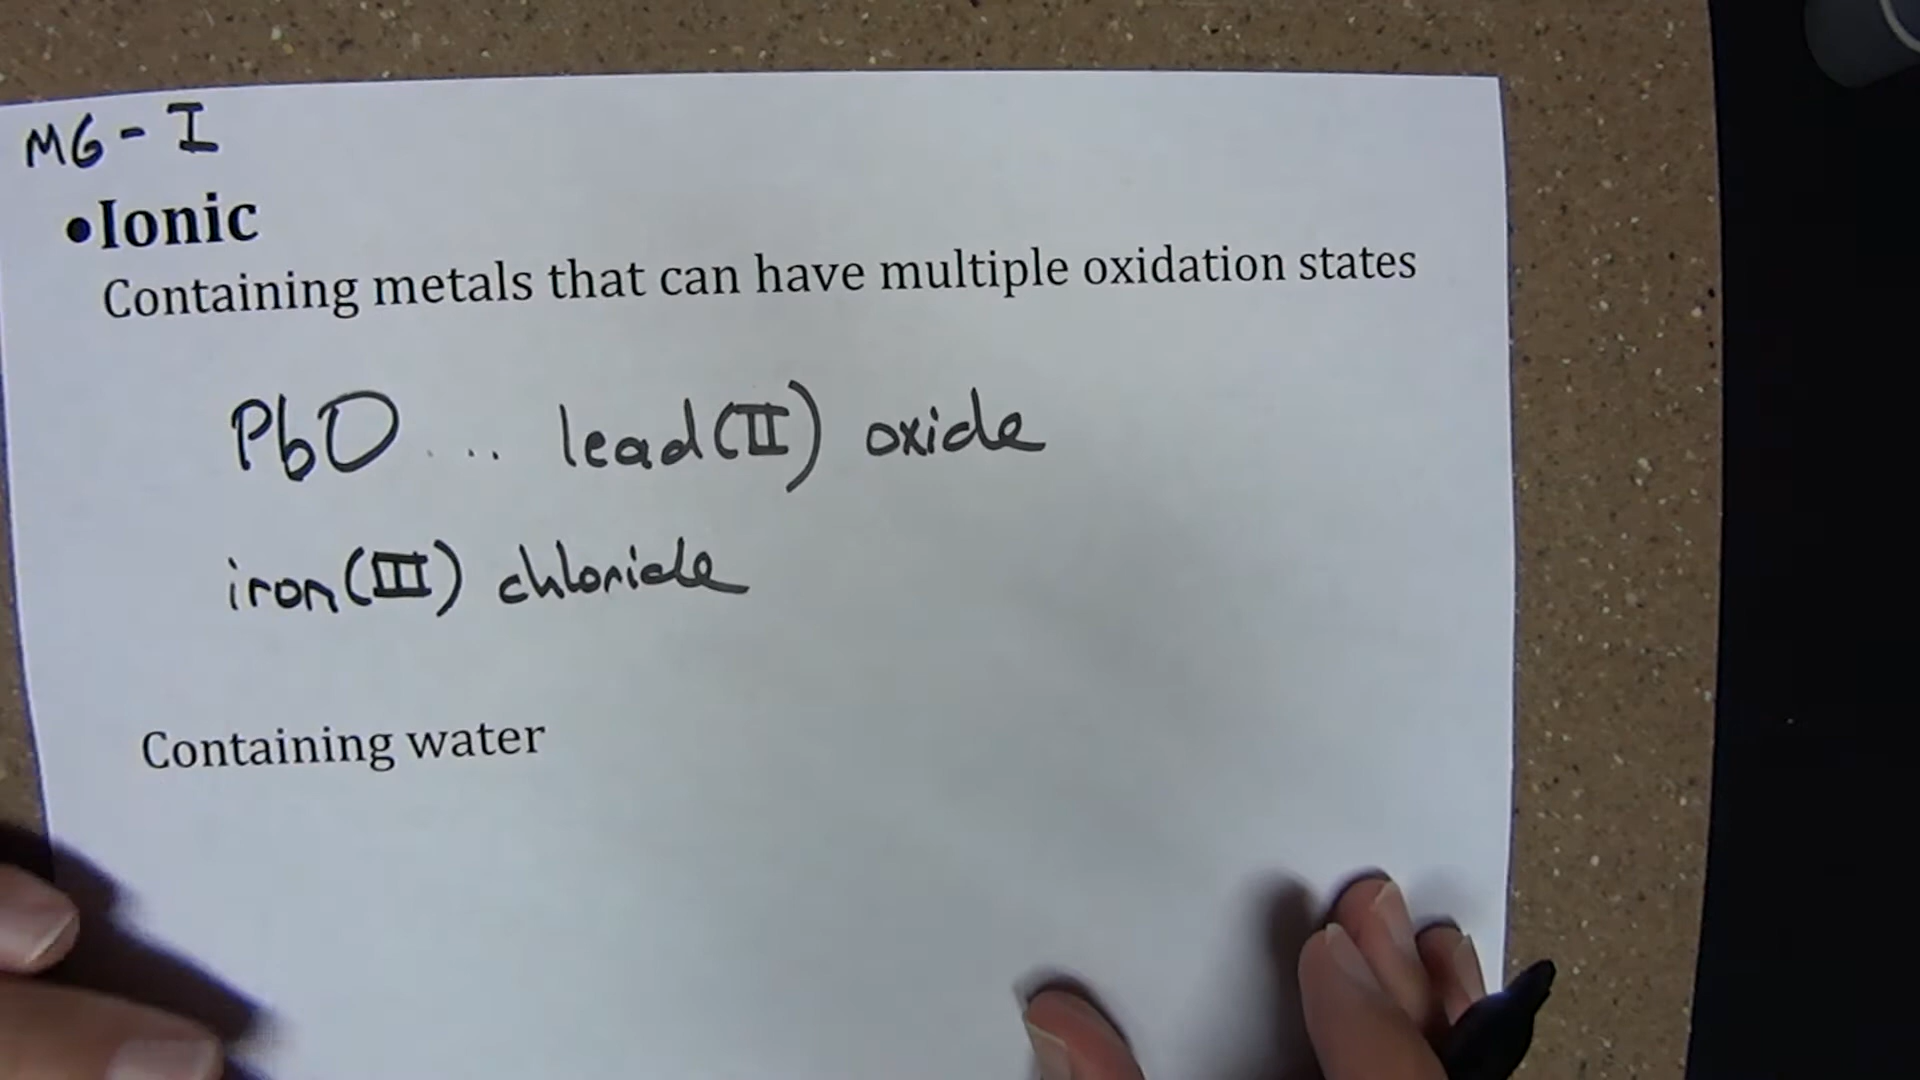 M6 - I
•Ionic
Containing metals that can have multiple oxidation states
PbO ... lead(II) oxide
iron(III) chloride
Containing water